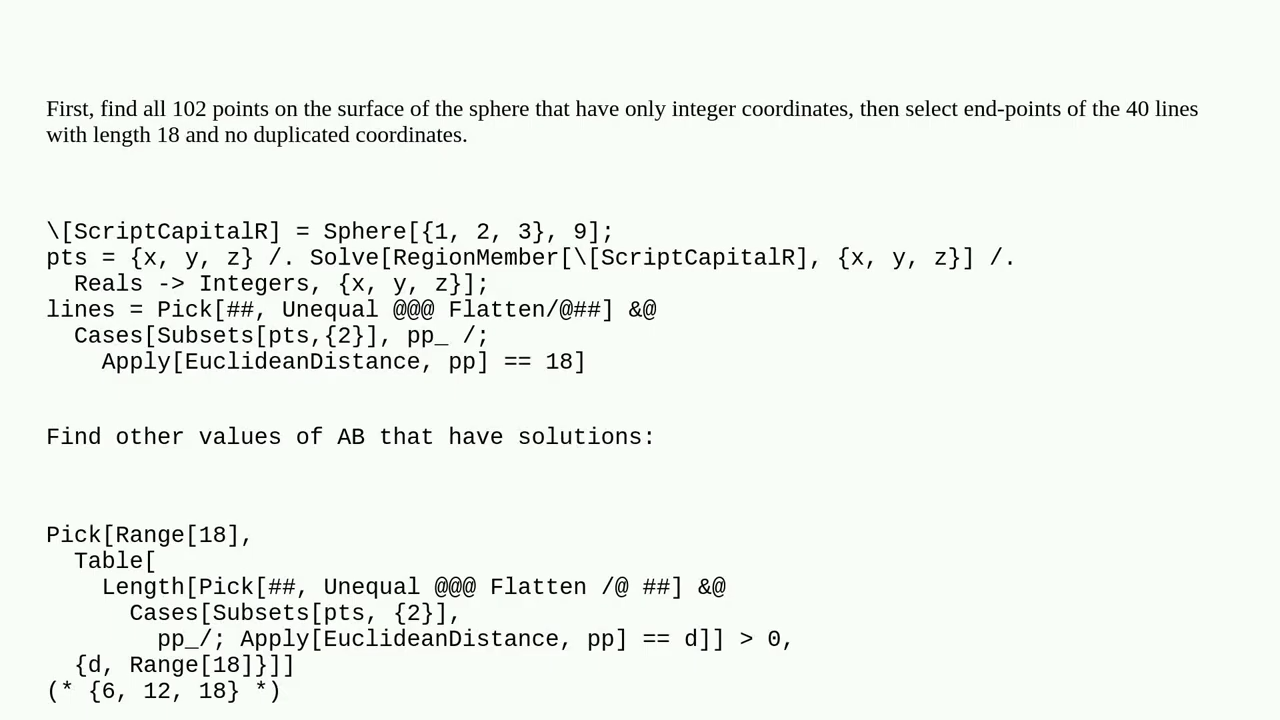 First, find all 102 points on the surface of the sphere that have only integer coordinates, then select end-points of the 40 lines
with length 18 and no duplicated coordinates.
\[ScriptCapitalR] = Sphere[{1, 2, 3}, 9];
pts = {x, y, z} /. Solve[RegionMember[\[ScriptCapitalR], {x, y, z}] /.
  Reals -> Integers, {x, y, z}];
lines = Pick[##, Unequal @@@ Flatten/@##] &@
  Cases[Subsets[pts,{2}], pp_ /;
    Apply[EuclideanDistance, pp] == 18]
Find other values of AB that have solutions:
Pick[Range[18],
  Table[
    Length[Pick[##, Unequal @@@ Flatten /@ ##] &@
      Cases[Subsets[pts, {2}],
        pp_/; Apply[EuclideanDistance, pp] == d]] > 0,
  {d, Range[18]}]]
(* {6, 12, 18} *)